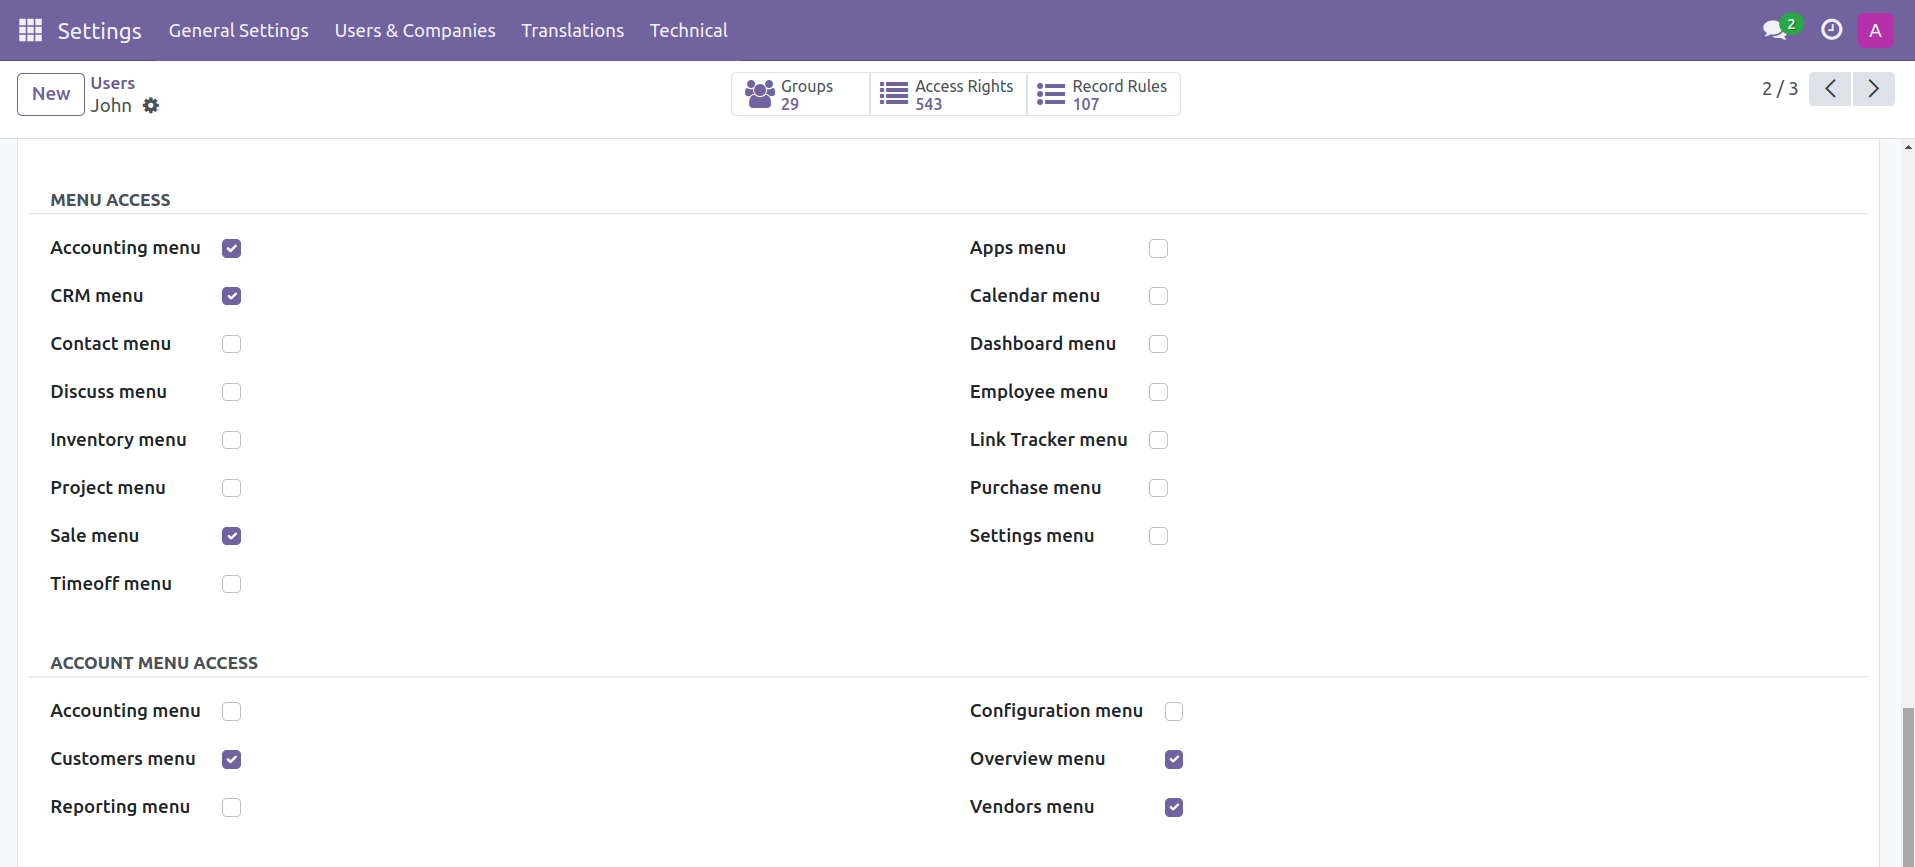 Settings General Settings Users & Companies Translations Technical 2 A
New Users
John
Groups
29
Access Rights
543
Record Rules
107
2 / 3
MENU ACCESS
Accounting menu Apps menu
CRM menu Calendar menu
Contact menu Dashboard menu
Discuss menu Employee menu
Inventory menu Link Tracker menu
Project menu Purchase menu
Sale menu Settings menu
Timeoff menu
ACCOUNT MENU ACCESS
Accounting menu Configuration menu
Customers menu Overview menu
Reporting menu Vendors menu